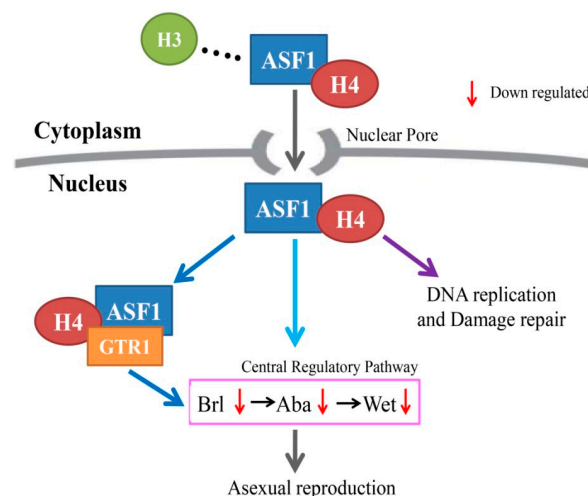 H3
ASF1
H4
Down regulated
Cytoplasm
Nuclear Pore
Nucleus
ASF1
H4
H4
ASF1
GTR1
DNA replication
and Damage repair
Central Regulatory Pathway
Brl Aba Wet
Asexual reproduction